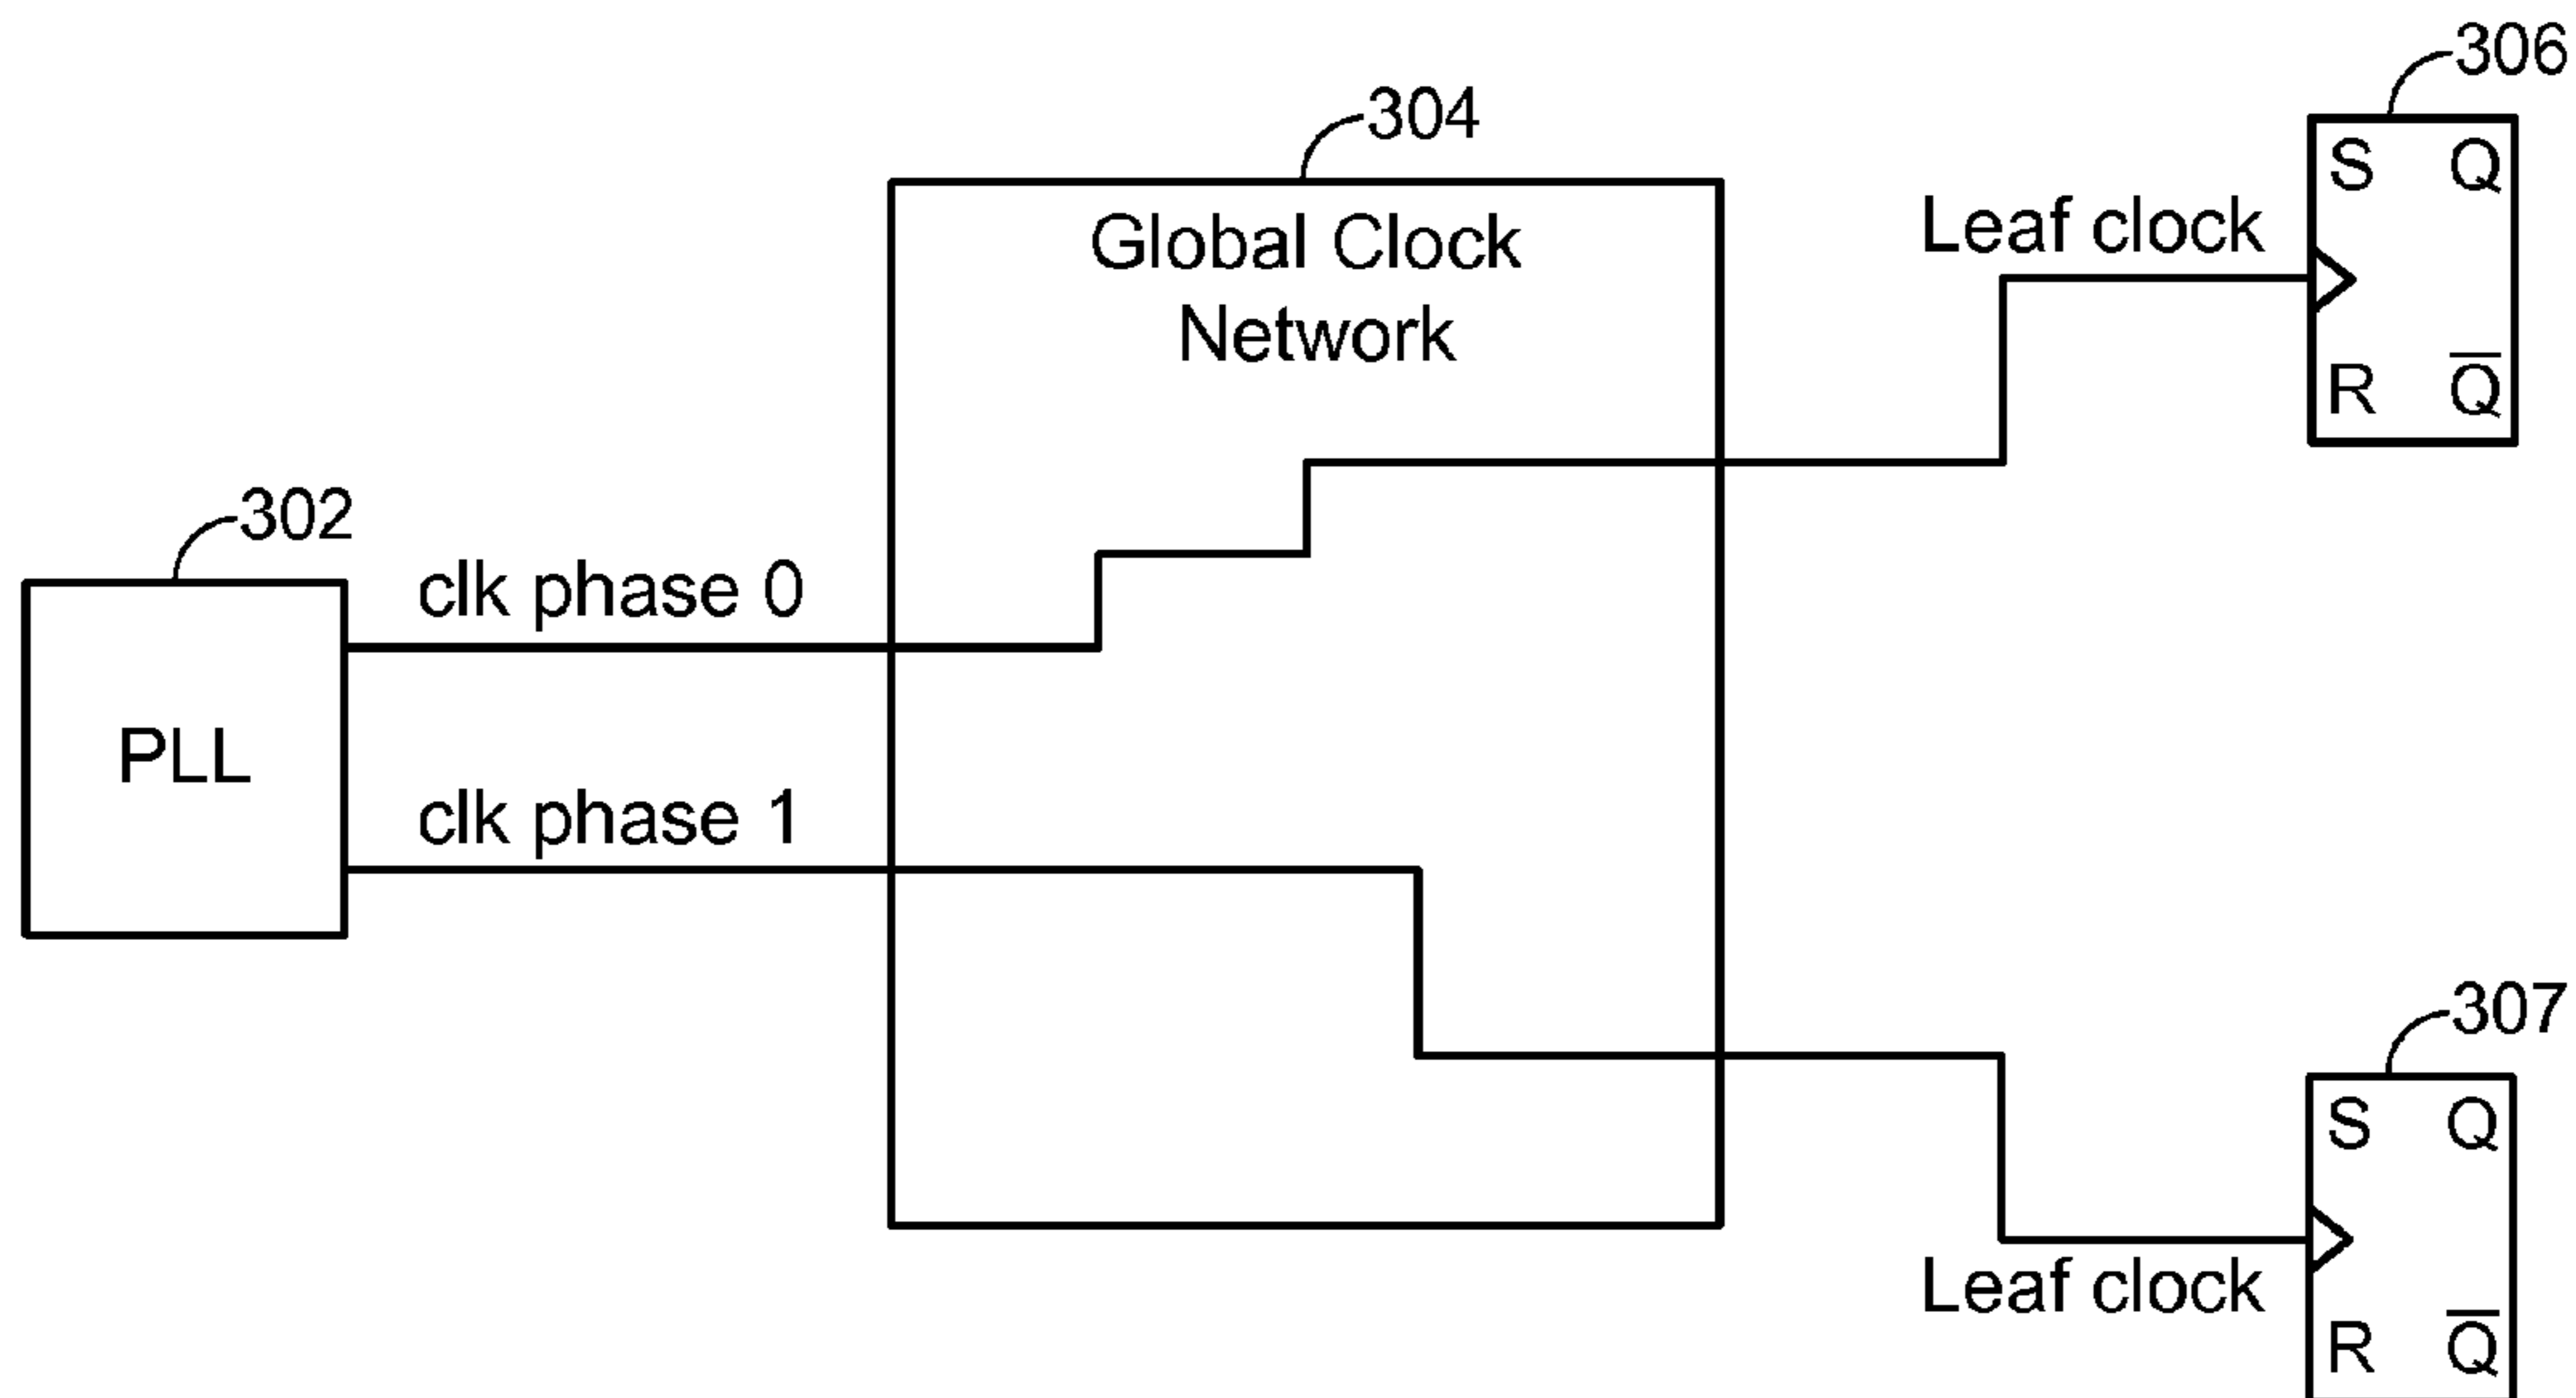 306
S Q
304
Leaf clock
Global Clock
Network
R Q̅
302
clk phase 0
PLL
clk phase 1
307
S Q
Leaf clock
R Q̅